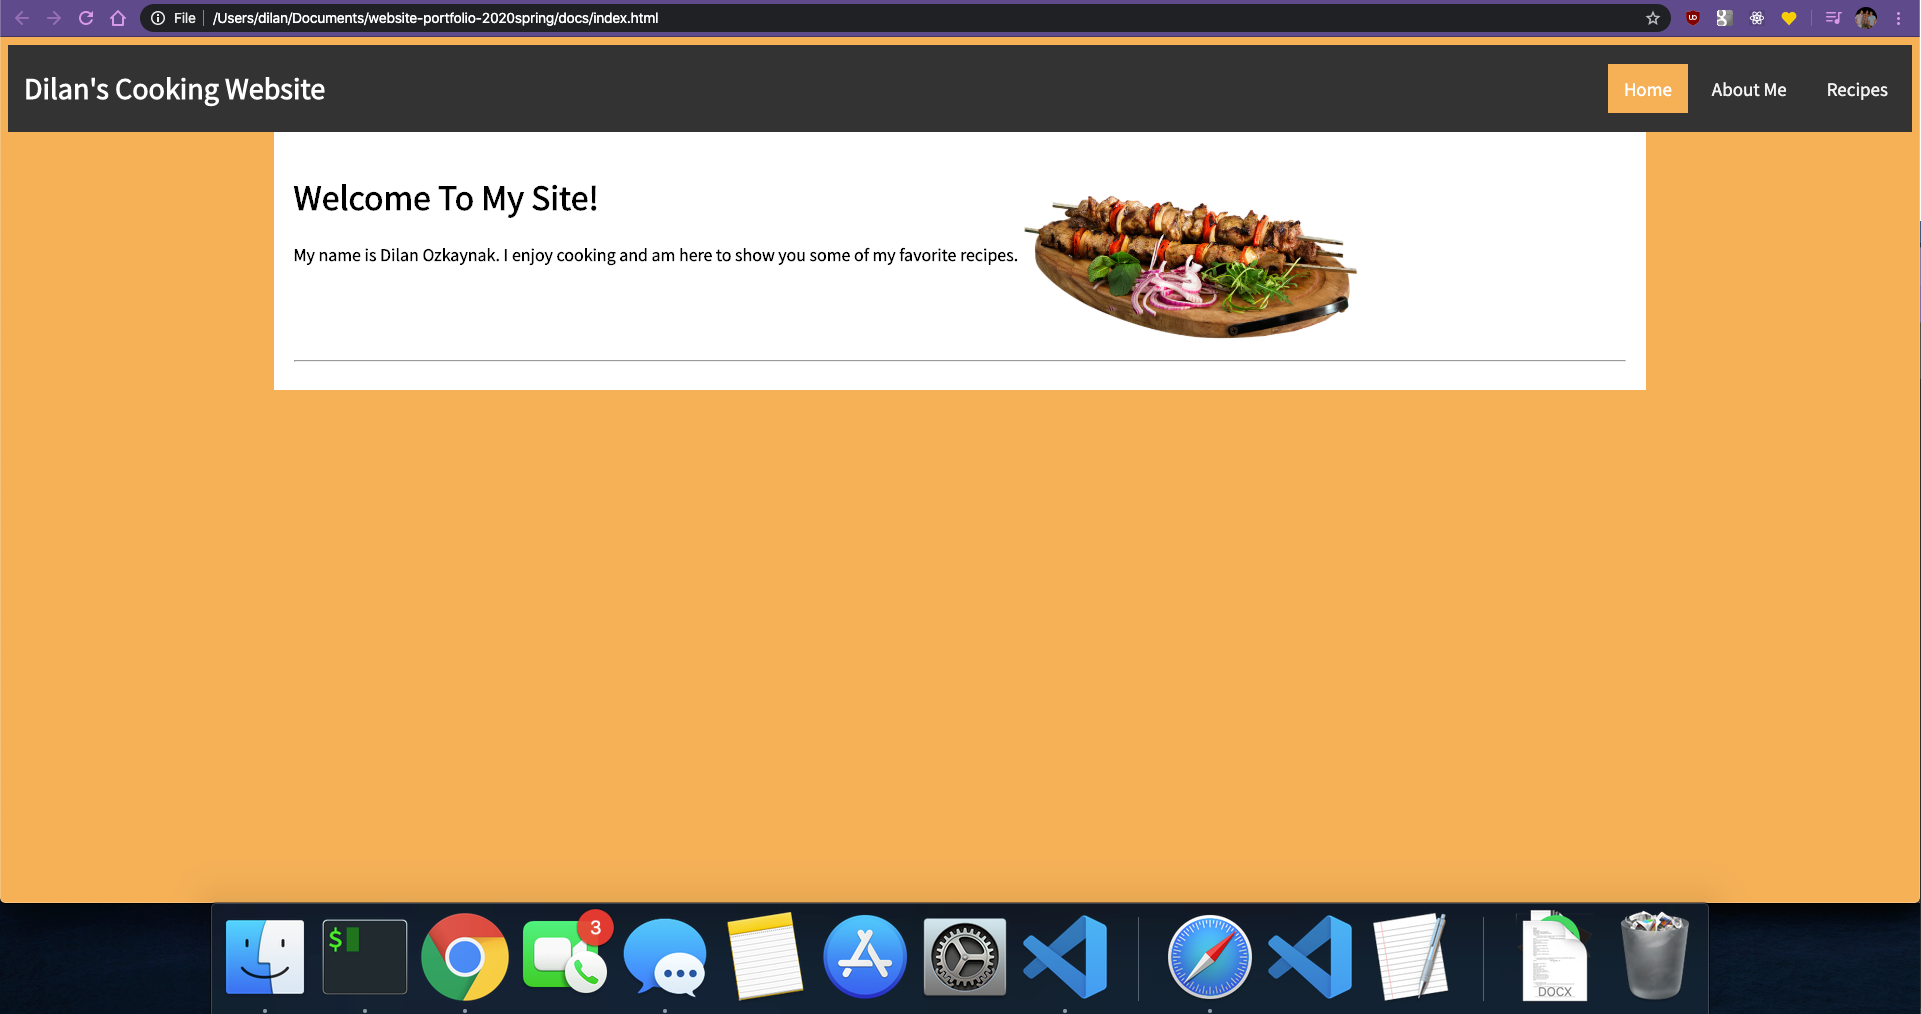 File /Users/dilan/Documents/website-portfolio-2020spring/docs/index.html
Dilan's Cooking Website
Home About Me Recipes
Welcome To My Site!
My name is Dilan Ozkaynak. I enjoy cooking and am here to show you some of my favorite recipes.
$
3
DOCX